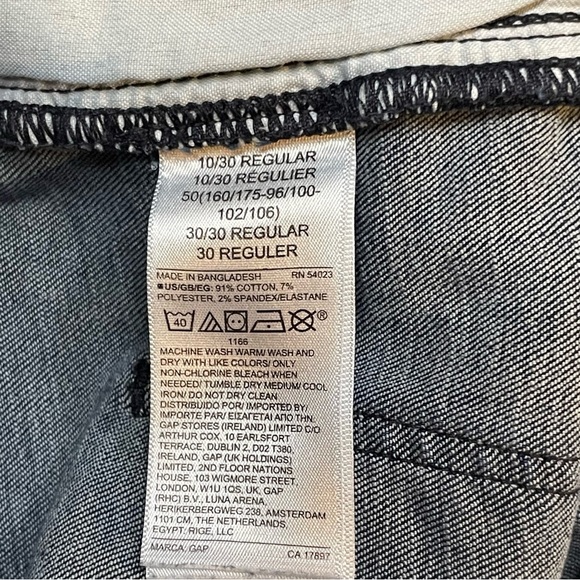 10/30 REGULAR
10/30 RÉGULIER
50(160/175-96/100-
102/106)
30/30 REGULAR
30 REGULER
MADE IN BANGLADESH RN 54023
■US/GB/EG: 91% COTTON, 7%
POLYESTER, 2% SPANDEX/ELASTANE
40 ®
1166
MACHINE WASH WARM/ WASH AND
DRY WITH LIKE COLORS/ ONLY
NON-CHLORINE BLEACH WHEN
NEEDED/ TUMBLE DRY MEDIUM/ COOL
IRON/ DO NOT DRY CLEAN
DISTRIBUIDO POR/ IMPORTED BY/
IMPORTE PAR/ ΕΙΣΑΓΕΤΑΙ ΑΠΟ ΤΗΝ
GAP STORES (IRELAND) LIMITED C/O
ARTHUR COX, 10 EARLSFORT
TERRACE, DUBLIN 2, D02 T380,
IRELAND, GAP (UK HOLDINGS)
LIMITED, 2ND FLOOR NATIONS
HOUSE, 103 WIGMORE STREET,
LONDON, W1U 1QS, UK, GAP
(RHC) B.V., LUNA ARENA,
HERIKERBERGWEG 238, AMSTERDAM
1101 CM, THE NETHERLANDS
EGYPT: RIGE, LLC
MARCA: GAP CA 17897